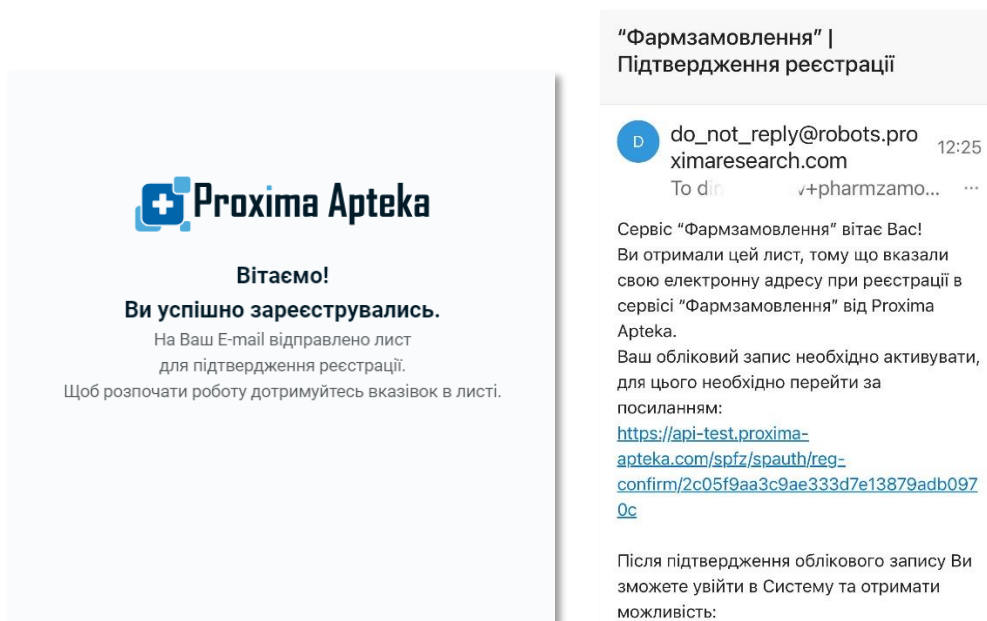 Proxima Apteka
Вітаємо!
Ви успішно зареєструвались.
На Ваш E-mail відправлено лист
для підтвердження реєстрації.
Щоб розпочати роботу дотримуйтесь вказівок в листі.
“Фармзамовлення” |
Підтвердження реєстрації
D
do_not_reply@robots.pro
ximaresearch.com
12:25
To di /+pharmzamo... ...
Сервіс “Фармзамовлення” вітає Вас!
Ви отримали цей лист, тому що вказали
свою електронну адресу при реєстрації в
сервісі “Фармзамовлення” від Proxima
Apteka.
Ваш обліковий запис необхідно активувати,
для цього необхідно перейти за
посиланням:
https://api-test.proxima-
apteka.com/spfz/spauth/reg-
confirm/2c05f9aa3c9ae333d7e13879adb097
0c
Після підтвердження облікового запису Ви
зможете увійти в Систему та отримати
можливість: